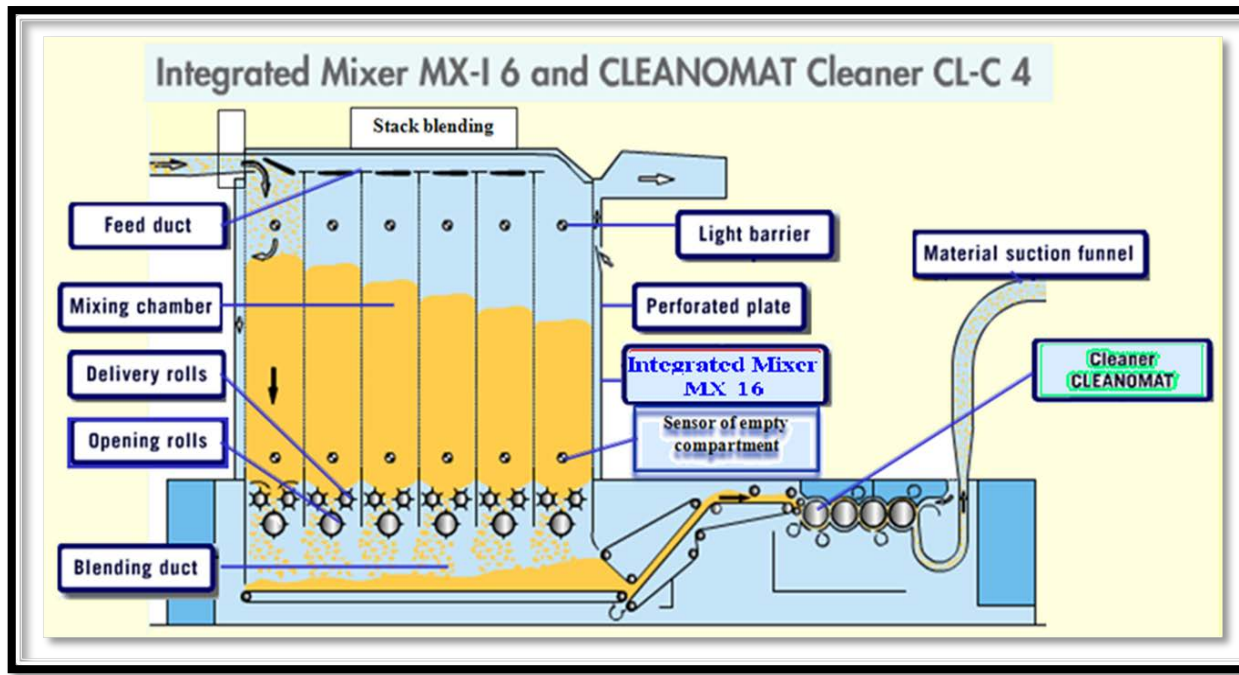 Integrated Mixer MX-I 6 and CLEANOMAT Cleaner CL-C 4
Stack blending
Feed duct
Light barrier
Material suction funnel
Mixing chamber
Perforated plate
Delivery rolls
Integrated Mixer
MX 16
Cleaner
CLEANOMAT
Opening rolls
Sensor of empty
compartment
Blending duct